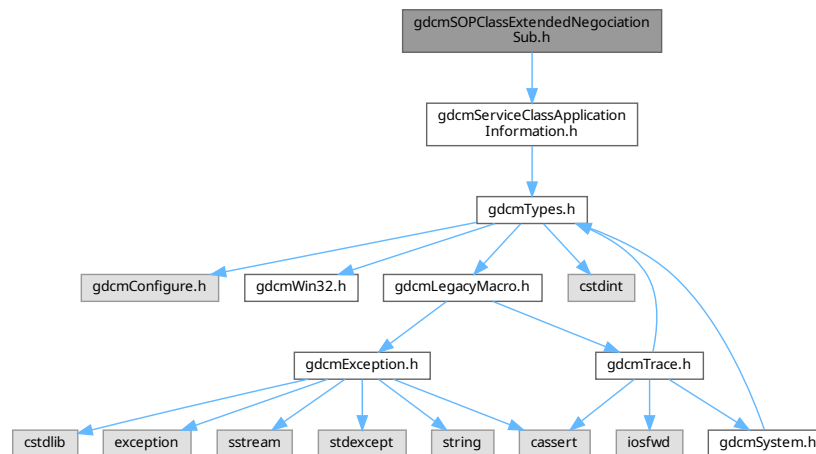 gdcmSOPClassExtendedNegociation
Sub.h
gdcmServiceClassApplication
Information.h
gdcmTypes.h
gdcmConfigure.h
gdcmWin32.h
gdcmLegacyMacro.h
cstdint
gdcmException.h
gdcmTrace.h
cstdlib
exception
sstream
stdexcept
string
cassert
iosfwd
gdcmSystem.h